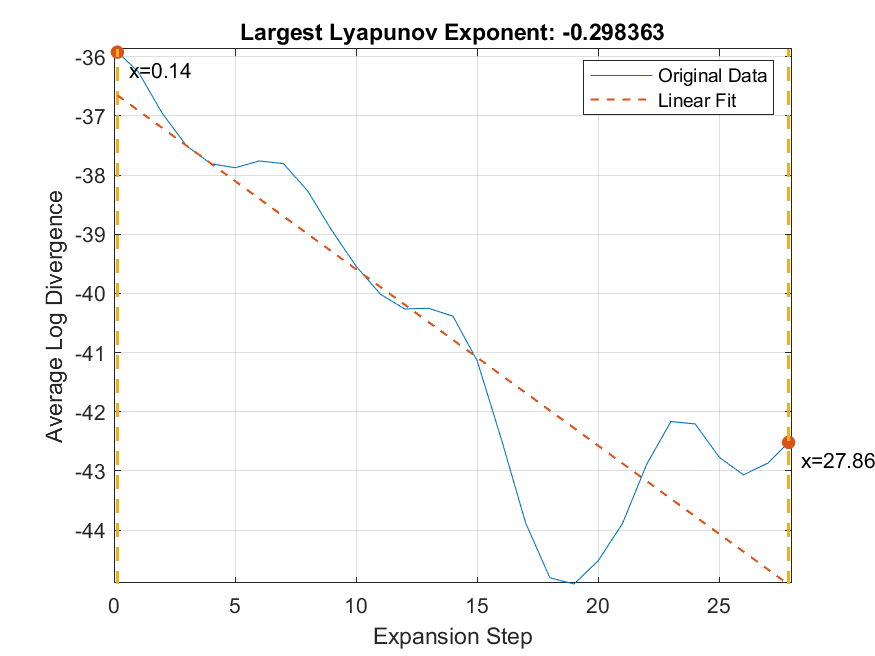 Largest Lyapunov Exponent: -0.298363
-36
x=0.14
Original Data
Linear Fit
-37
-38
-39
-40
-41
-42
-43
-44
x=27.86
Average Log Divergence
0 5 10 15 20 25
Expansion Step